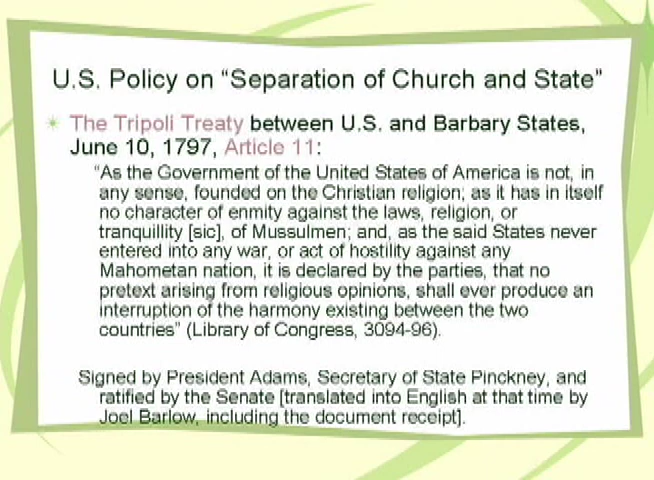 U.S. Policy on “Separation of Church and State”
The Tripoli Treaty between U.S. and Barbary States,
June 10, 1797, Article 11:
“As the Government of the United States of America is not, in
any sense, founded on the Christian religion; as it has in itself
no character of enmity against the laws, religion, or
tranquillity [sic], of Mussulmen; and, as the said States never
entered into any war, or act of hostility against any
Mahometan nation, it is declared by the parties, that no
pretext arising from religious opinions, shall ever produce an
interruption of the harmony existing between the two
countries” (Library of Congress, 3094-96).
Signed by President Adams, Secretary of State Pinckney, and
ratified by the Senate [translated into English at that time by
Joel Barlow, including the document receipt].